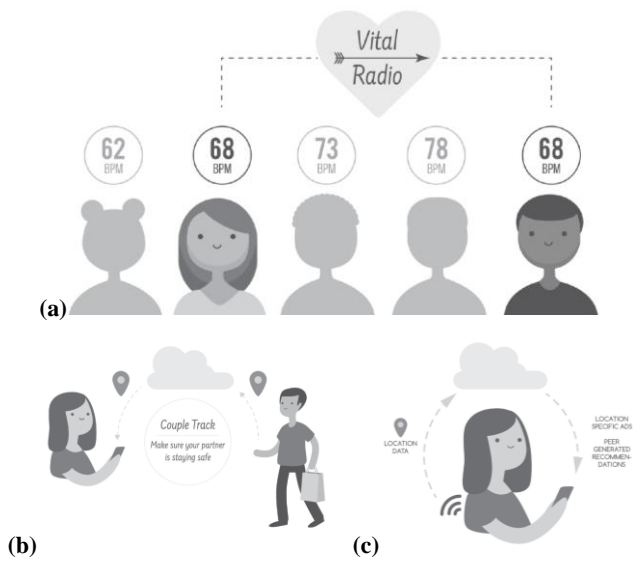 Vital
Radio
62
BPM
68
BPM
73
BPM
78
BPM
68
BPM
(a)
Couple Track
Make sure your partner
is staying safe
(b)
LOCATION
DATA
LOCATION
SPECIFIC ADS
PEER
GENERATED
RECOMMEN-
DATIONS
(c)